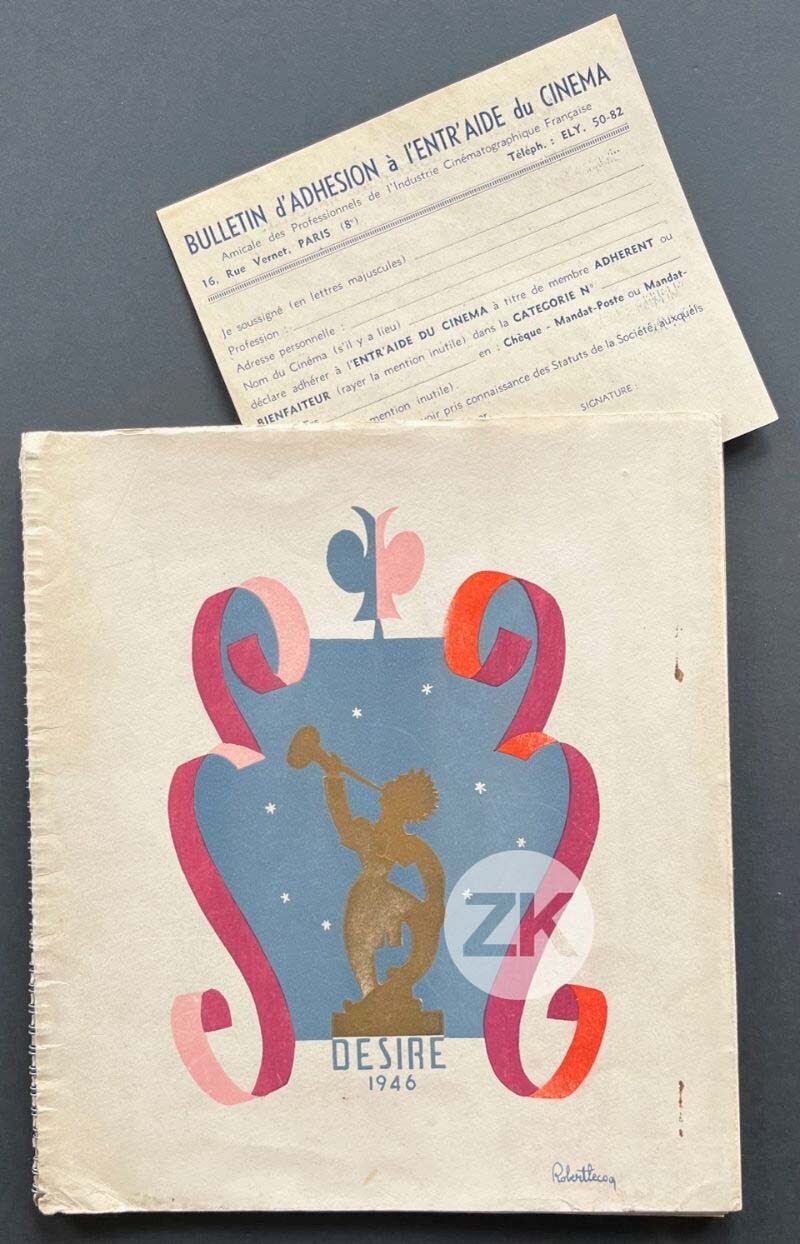 BULLETIN d'ADHESION à l'ENTR'AIDE du CINEMA
Amicale des Professionnels de l'Industrie Cinématographique Française
16, Rue Vernet, PARIS (8e) Téléph. : ELY. 50-82
Je soussigné (en lettres majuscules)
Profession :
Adresse personnelle :
Nom du Cinéma (s'il y a lieu)
déclare adhérer à l'ENTR'AIDE DU CINEMA à titre de membre ADHERENT ou
BIENFAITEUR (rayer la mention inutile) dans la CATEGORIE N°
en : Chèque - Mandat-Poste ou Mandat-
mention inutile).
pris connaissance des Statuts de la Société, auxquels
SIGNATURE :
ZK
DESIRE
1946
Robertlecoq